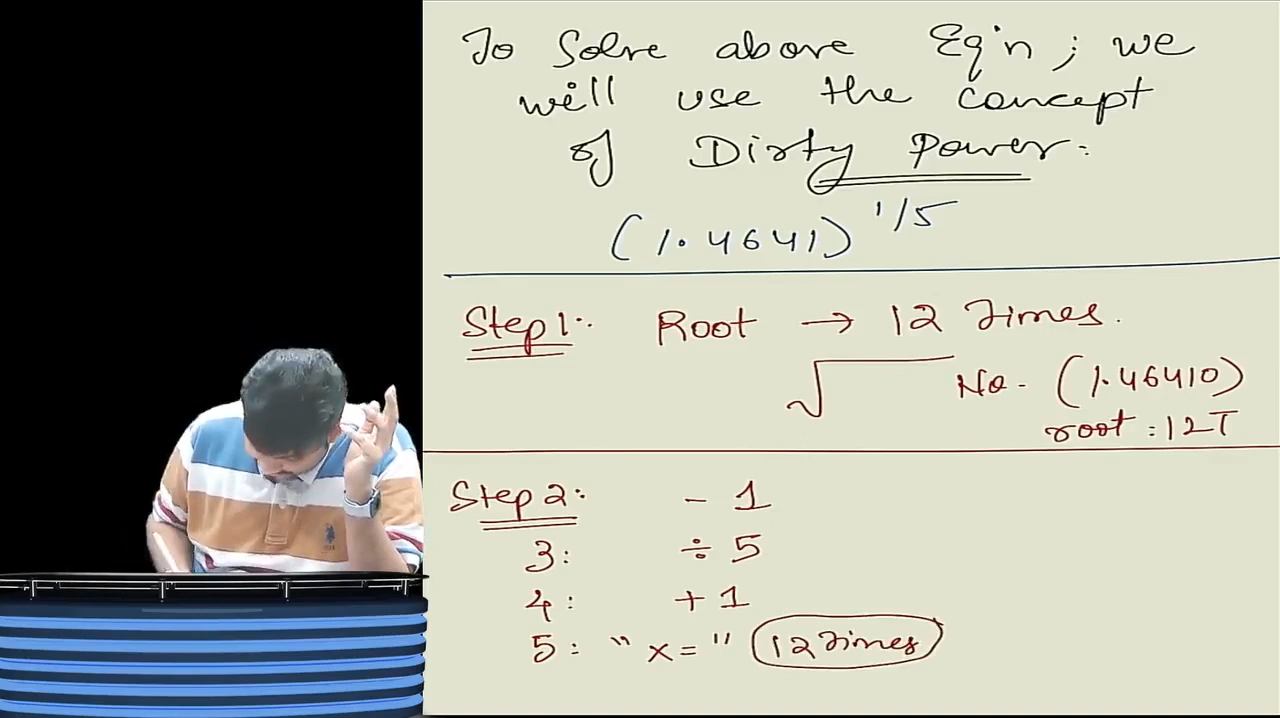 To Solve above Eq'n ; we
will use the concept
of Dirty Power:
(1.4641)^1/5
Step 1:. Root → 12 Times.
√ No. (1.46410)
root : 12T
Step 2: - 1
3: ÷ 5
4: + 1
5: " x = " 12 Times